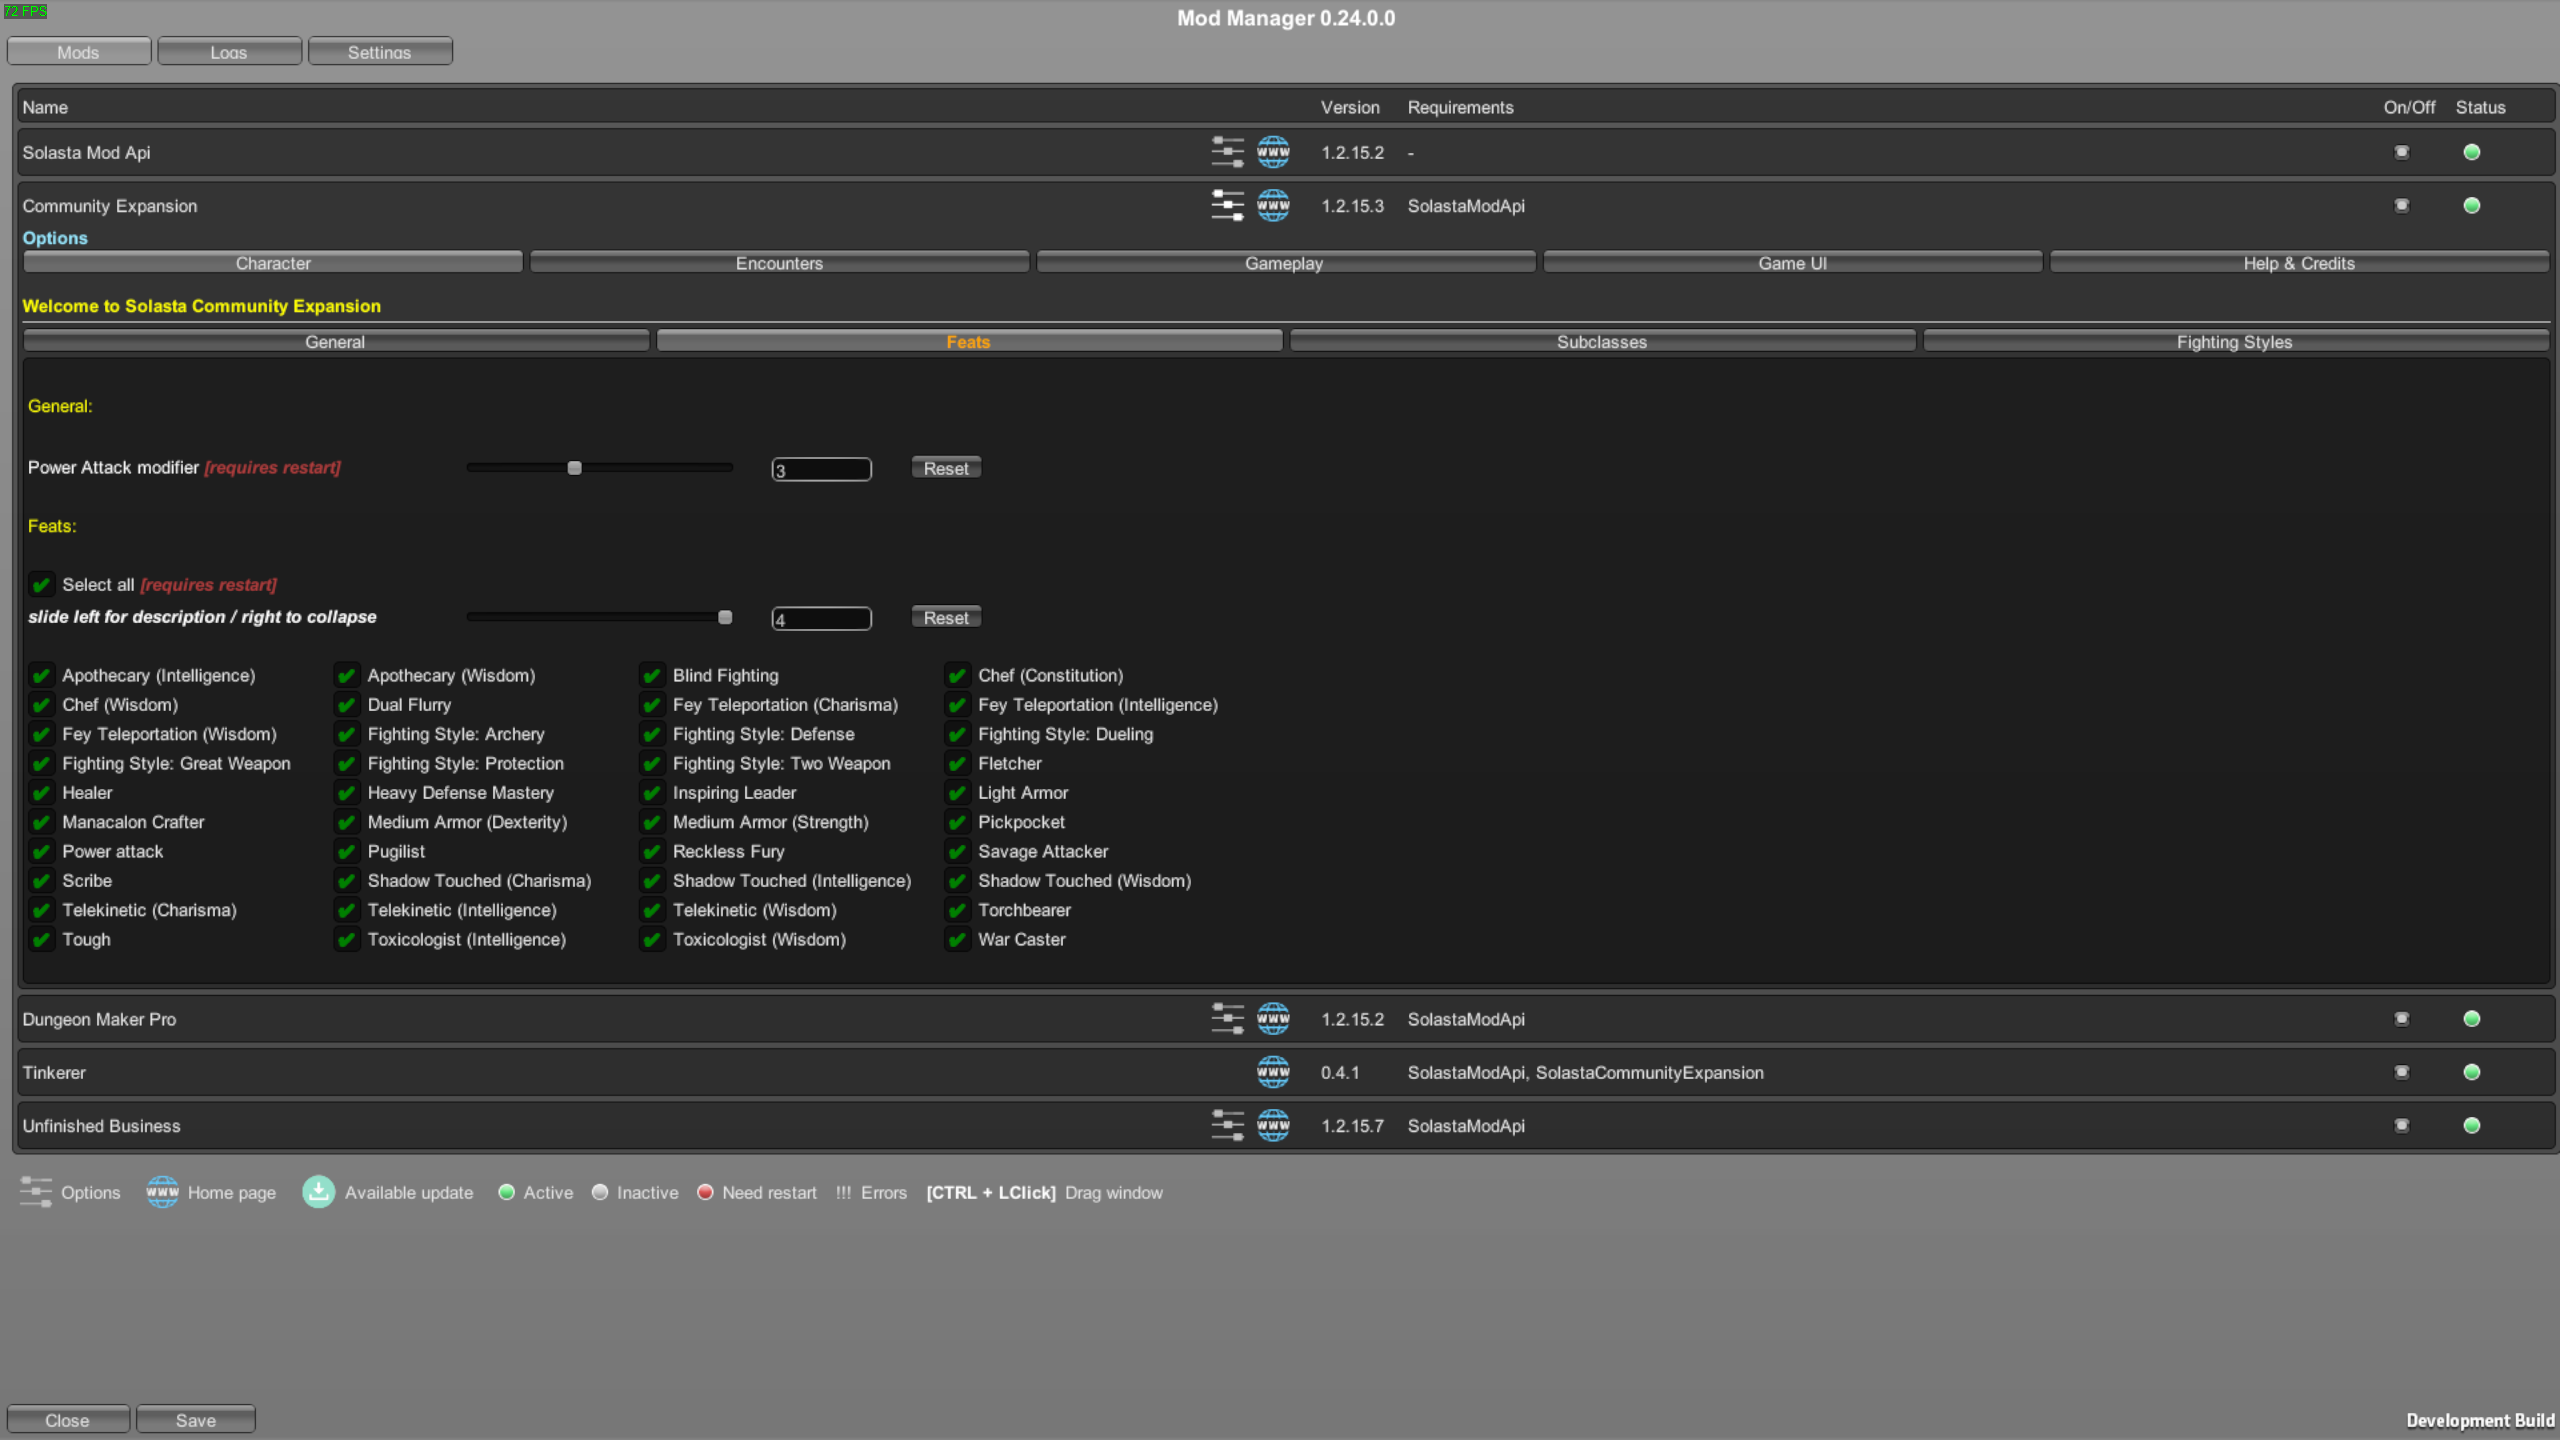 72 FPS
Mod Manager 0.24.0.0
Mods Logs Settings
Name Version Requirements On/Off Status
Solasta Mod Api WWW 1.2.15.2 -
Community Expansion WWW 1.2.15.3 SolastaModApi
Options
Character Encounters Gameplay Game UI Help & Credits
Welcome to Solasta Community Expansion
General Feats Subclasses Fighting Styles
General:
Power Attack modifier [requires restart] 3 Reset
Feats:
Select all [requires restart]
slide left for description / right to collapse 4 Reset
Apothecary (Intelligence) Apothecary (Wisdom) Blind Fighting Chef (Constitution)
Chef (Wisdom) Dual Flurry Fey Teleportation (Charisma) Fey Teleportation (Intelligence)
Fey Teleportation (Wisdom) Fighting Style: Archery Fighting Style: Defense Fighting Style: Dueling
Fighting Style: Great Weapon Fighting Style: Protection Fighting Style: Two Weapon Fletcher
Healer Heavy Defense Mastery Inspiring Leader Light Armor
Manacalon Crafter Medium Armor (Dexterity) Medium Armor (Strength) Pickpocket
Power attack Pugilist Reckless Fury Savage Attacker
Scribe Shadow Touched (Charisma) Shadow Touched (Intelligence) Shadow Touched (Wisdom)
Telekinetic (Charisma) Telekinetic (Intelligence) Telekinetic (Wisdom) Torchbearer
Tough Toxicologist (Intelligence) Toxicologist (Wisdom) War Caster
Dungeon Maker Pro WWW 1.2.15.2 SolastaModApi
Tinkerer WWW 0.4.1 SolastaModApi, SolastaCommunityExpansion
Unfinished Business WWW 1.2.15.7 SolastaModApi
Options WWW Home page Available update Active Inactive Need restart !!! Errors [CTRL + LClick] Drag window
Close Save
Development Build